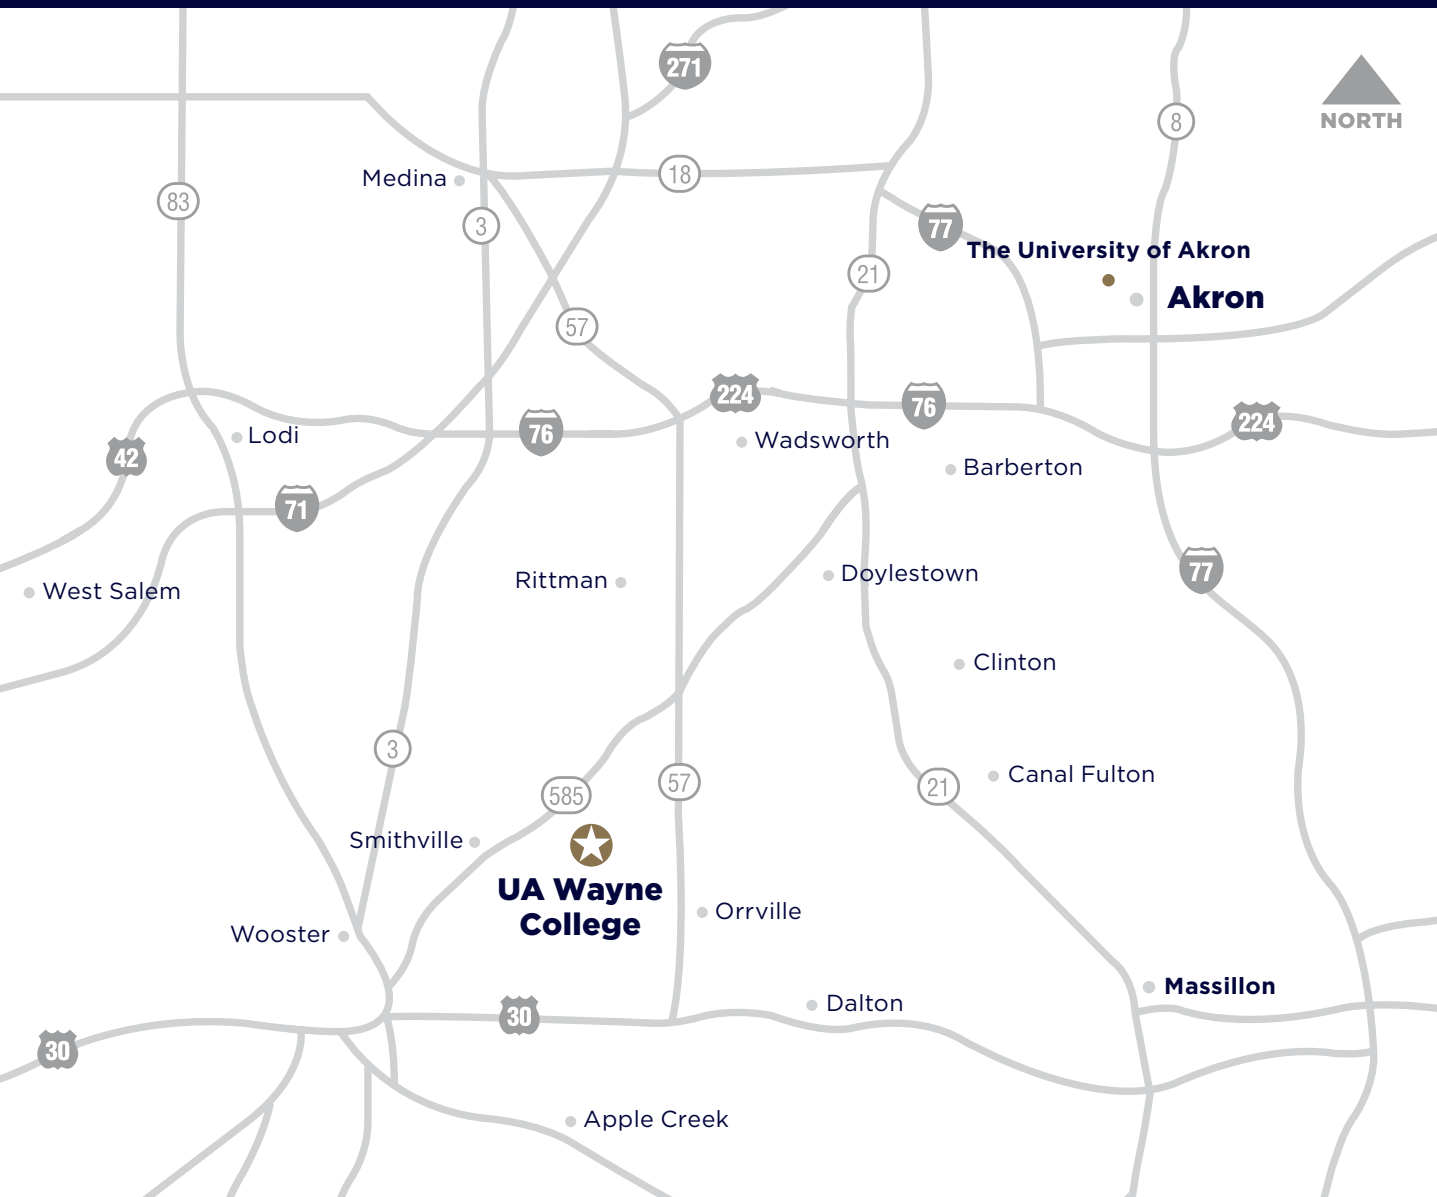 271
NORTH
8
18
Medina
83
3
77
The University of Akron
21
Akron
57
224
76
76
224
Lodi
Wadsworth
42
Barberton
71
77
Doylestown
Rittman
West Salem
Clinton
3
Canal Fulton
57
21
585
Smithville
UA Wayne
College
Orrville
Wooster
Massillon
Dalton
30
30
Apple Creek